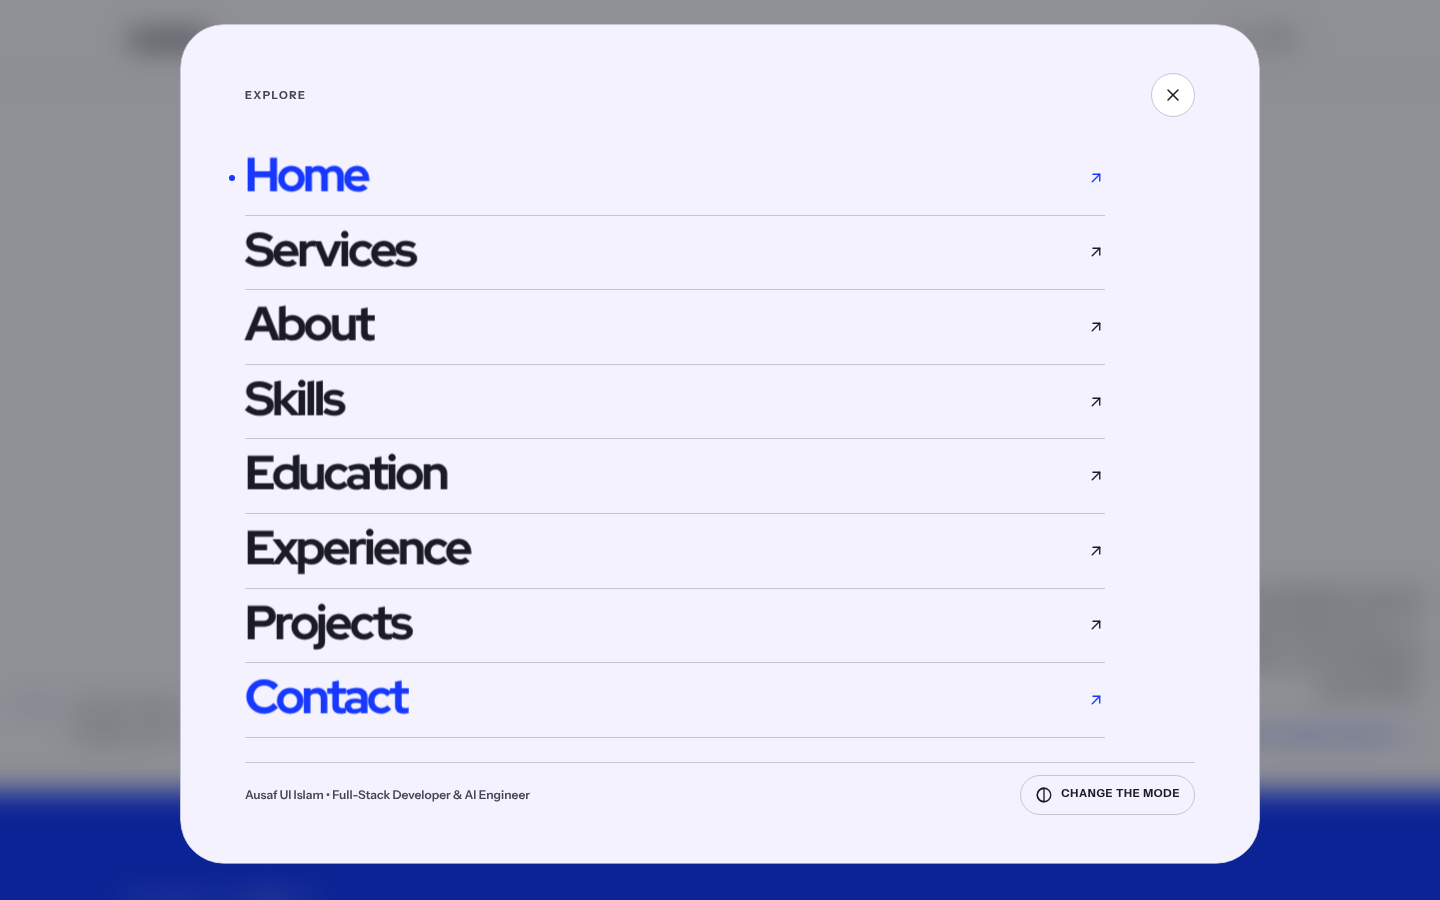 EXPLORE
Home
Services
About
Skills
Education
Experience
Projects
Contact
Ausaf Ul Islam • Full-Stack Developer & AI Engineer
CHANGE THE MODE